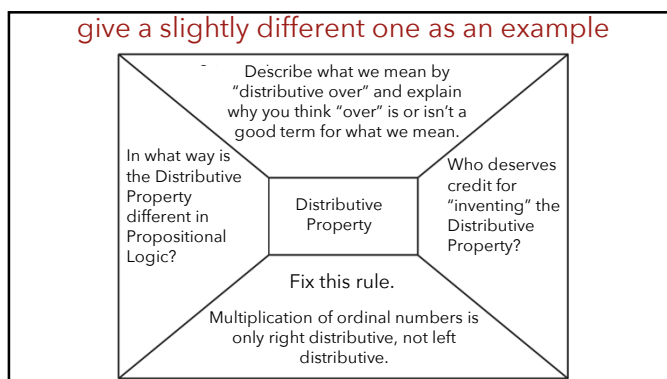 give a slightly different one as an example
Describe what we mean by
“distributive over” and explain
why you think “over” is or isn’t a
good term for what we mean.
In what way is
the Distributive
Property
different in
Propositional
Logic?
Distributive
Property
Who deserves
credit for
“inventing” the
Distributive
Property?
Fix this rule.
Multiplication of ordinal numbers is
only right distributive, not left
distributive.